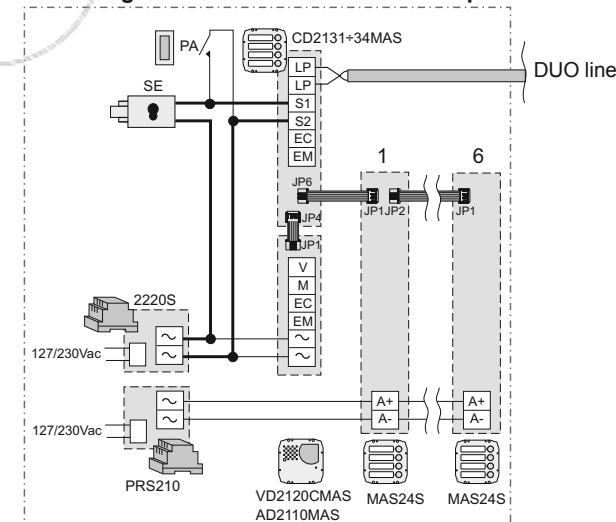 PA
CD2131÷34MAS
LP
LP
DUO line
SE
S1
S2
EC
EM
1
6
JP6
JP1
JP2
JP1
JP4
JP1
V
M
EC
EM
~
~
2220S
~
~
127/230Vac
A+
A-
A+
A-
~
127/230Vac
PRS210
VD2120CMAS
AD2110MAS
MAS24S
MAS24S